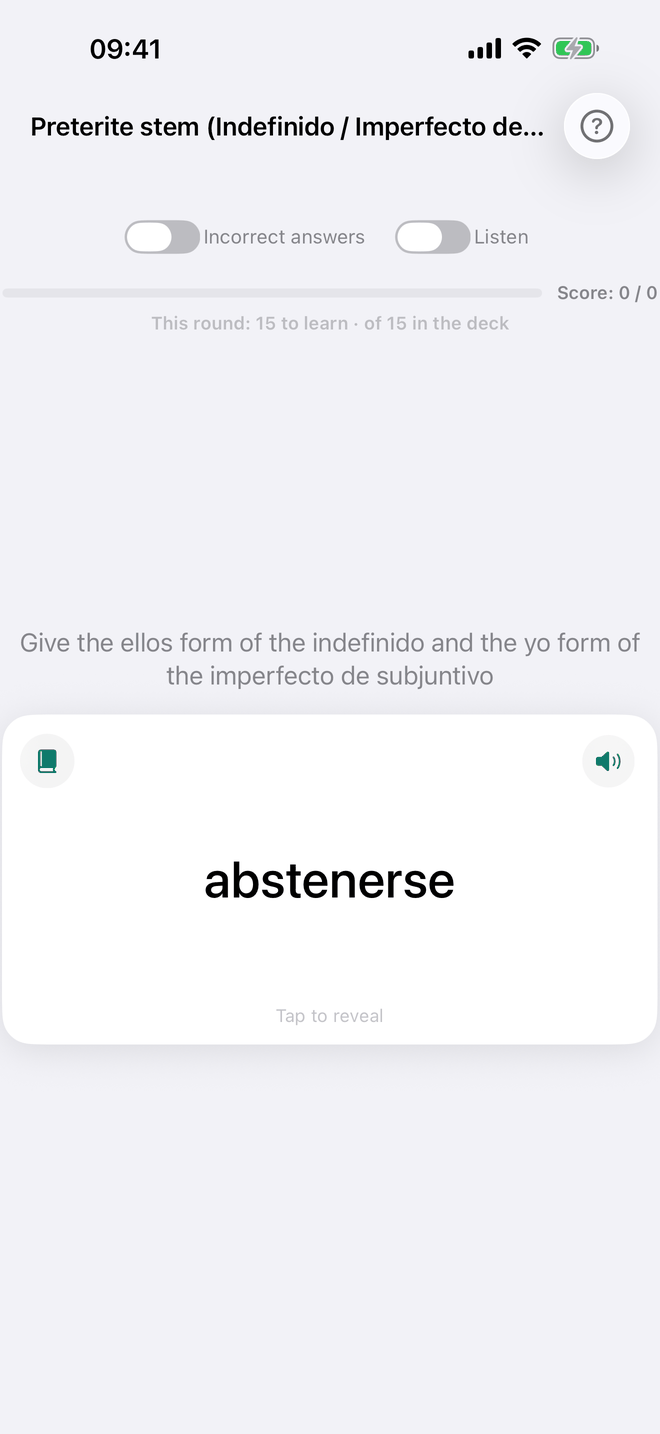 09:41
Preterite stem (Indefinido / Imperfecto de...
?
Incorrect answers
Listen
Score: 0 / 0
This round: 15 to learn · of 15 in the deck
Give the ellos form of the indefinido and the yo form of
the imperfecto de subjuntivo
abstenerse
Tap to reveal